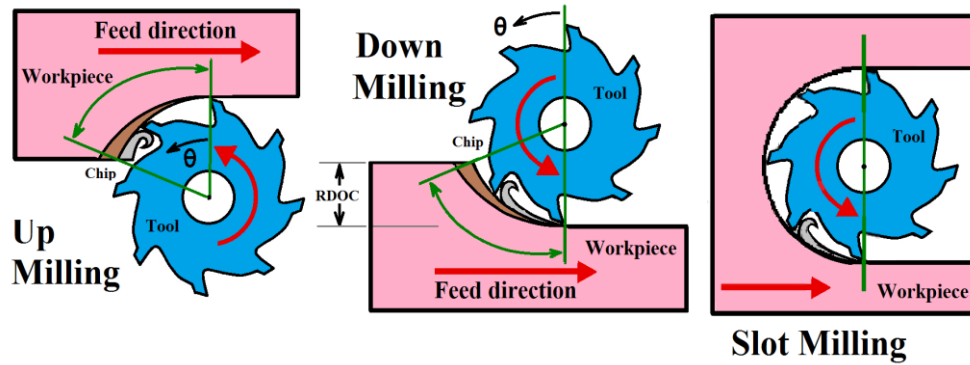 Feed direction
Workpiece
Chip
θ
Tool
Up
Milling
θ
Down
Milling
Tool
Chip
RDOC
Workpiece
Feed direction
Tool
Workpiece
Slot Milling